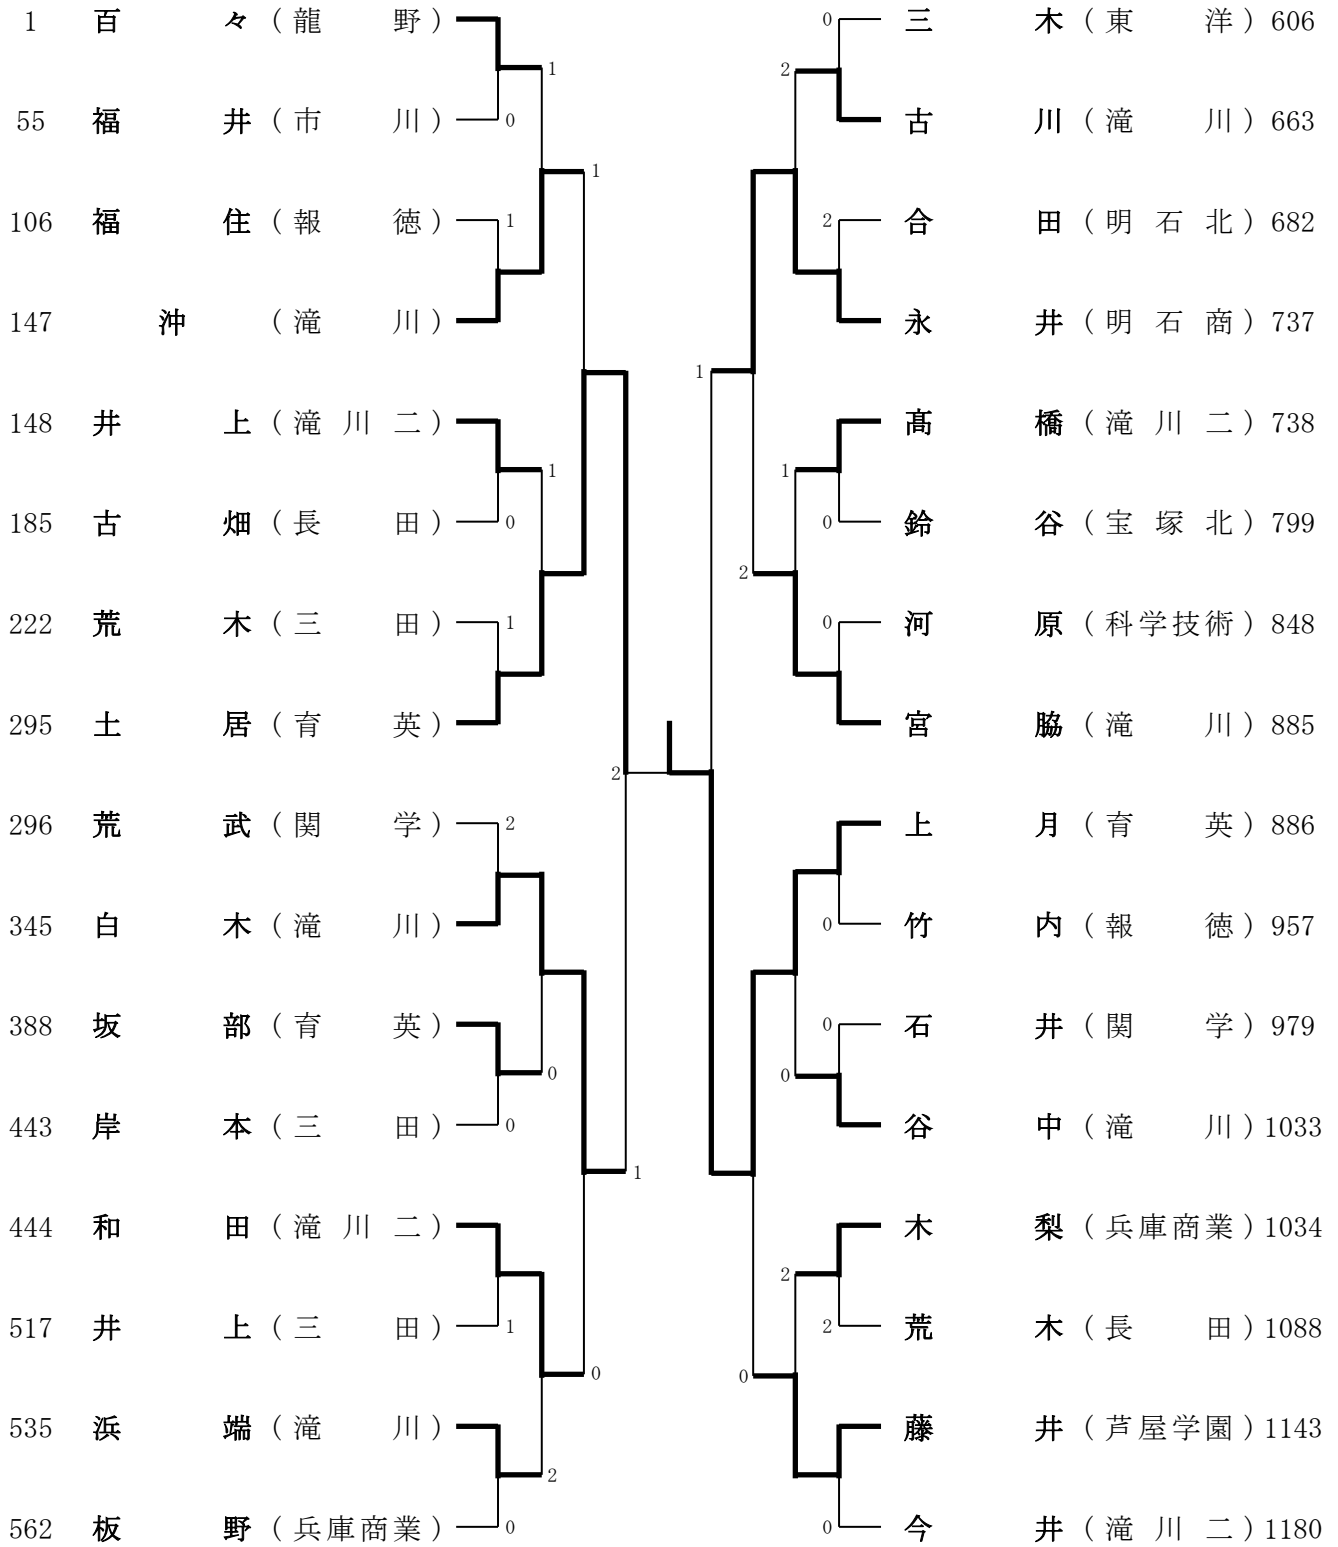 1 百 々 （ 龍 野 ） 0 三 木 （ 東 洋 ） 606
1 2
55 福 井 （ 市 川 ） 0 古 川 （ 滝 川 ） 663
1
106 福 住 （ 報 徳 ） 1 2 合 田 （ 明 石 北 ） 682
147 沖 （ 滝 川 ） 永 井 （ 明 石 商 ） 737
1
148 井 上 （ 滝 川 二 ） 髙 橋 （ 滝 川 二 ） 738
1 1
185 古 畑 （ 長 田 ） 0 0 鈴 谷 （ 宝 塚 北 ） 799
2
222 荒 木 （ 三 田 ） 1 0 河 原 （ 科学技術 ） 848
295 土 居 （ 育 英 ） 宮 脇 （ 滝 川 ） 885
2
296 荒 武 （ 関 学 ） 2 上 月 （ 育 英 ） 886
345 白 木 （ 滝 川 ） 0 竹 内 （ 報 徳 ） 957
388 坂 部 （ 育 英 ） 0 石 井 （ 関 学 ） 979
0 0
443 岸 本 （ 三 田 ） 0 谷 中 （ 滝 川 ） 1033
1
444 和 田 （ 滝 川 二 ） 木 梨 （ 兵庫商業 ） 1034
2
517 井 上 （ 三 田 ） 1 2 荒 木 （ 長 田 ） 1088
0 0
535 浜 端 （ 滝 川 ） 藤 井 （ 芦屋学園 ） 1143
2
562 板 野 （ 兵庫商業 ） 0 0 今 井 （ 滝 川 二 ） 1180